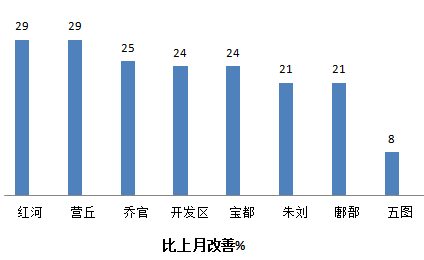 29 29 25 24 24 21 21 8
红河 营丘 乔官 开发区 宝都 朱刘 鄌郚 五图
比上月改善%